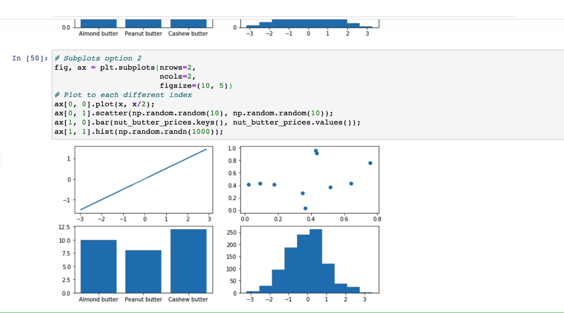 0.0
Almond butter Peanut butter Cashew butter
0
−3 −2 −1 0 1 2 3
In [50]: # Subplots option 2
fig, ax = plt.subplots(nrows=2,
ncols=2,
figsize=(10, 5))
# Plot to each different index
ax[0, 0].plot(x, x/2);
ax[0, 1].scatter(np.random.random(10), np.random.random(10));
ax[1, 0].bar(nut_butter_prices.keys(), nut_butter_prices.values());
ax[1, 1].hist(np.random.randn(1000));
1
0
−1
−3 −2 −1 0 1 2 3
1.0
0.8
0.6
0.4
0.2
0.0
0.0 0.2 0.4 0.6 0.8
12.5
10.0
7.5
5.0
2.5
0.0
Almond butter Peanut butter Cashew butter
250
200
150
100
50
0
−3 −2 −1 0 1 2 3